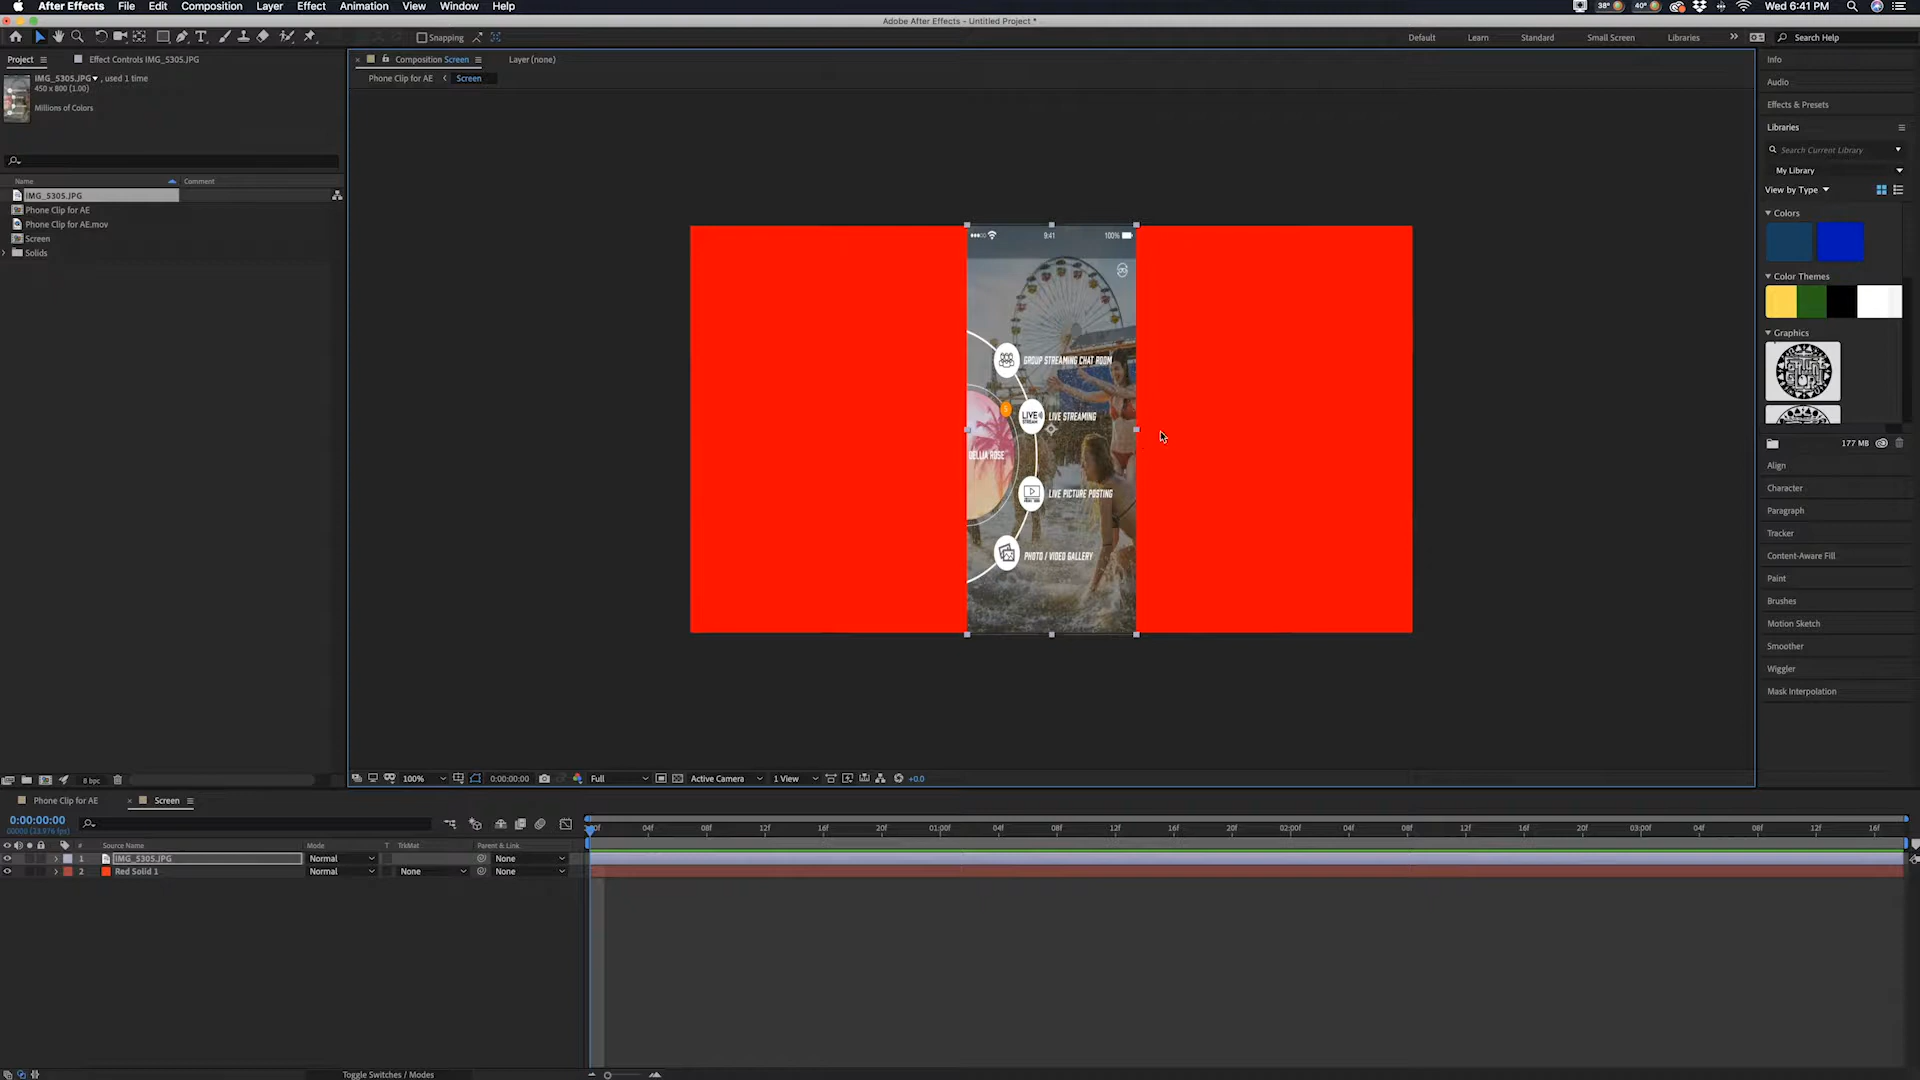 After Effects File Edit Composition Layer Effect Animation View Window Help
38° 40° Wed 6:41 PM
Adobe After Effects - Untitled Project *
Snapping
Default Learn Standard Small Screen Libraries Search Help
Project Effect Controls IMG_5305.JPG
Composition Screen Layer (none)
Phone Clip for AE Screen
IMG_5305.JPG , used 1 time
450 x 800 (1.00)
Millions of Colors
Name Comment
IMG_5305.JPG
Phone Clip for AE
Phone Clip for AE.mov
Screen
Solids
9:41 100%
GROUP STREAMING CHAT ROOM
LIVE STREAM
LIVE STREAMING
DELLIA ROSE
LIVE PICTURE POSTING
PHOTO / VIDEO GALLERY
Info
Audio
Effects & Presets
Libraries
Search Current Library
My Library
View by Type
Colors
Color Themes
Graphics
177 MB
Align
Character
Paragraph
Tracker
Content-Aware Fill
Paint
Brushes
Motion Sketch
Smoother
Wiggler
Mask Interpolation
8 bpc
100% 0:00:00:00 Full Active Camera 1 View +0.0
Phone Clip for AE Screen
0:00:00:00
00000 (23.976 fps)
# Source Name Mode T TrkMat Parent & Link
1 IMG_5305.JPG Normal None
2 Red Solid 1 Normal None None
04f 08f 12f 16f 20f 01:00f 04f 08f 12f 16f 20f 02:00f 04f 08f 12f 16f 20f 03:00f 04f 08f 12f 16f
Toggle Switches / Modes